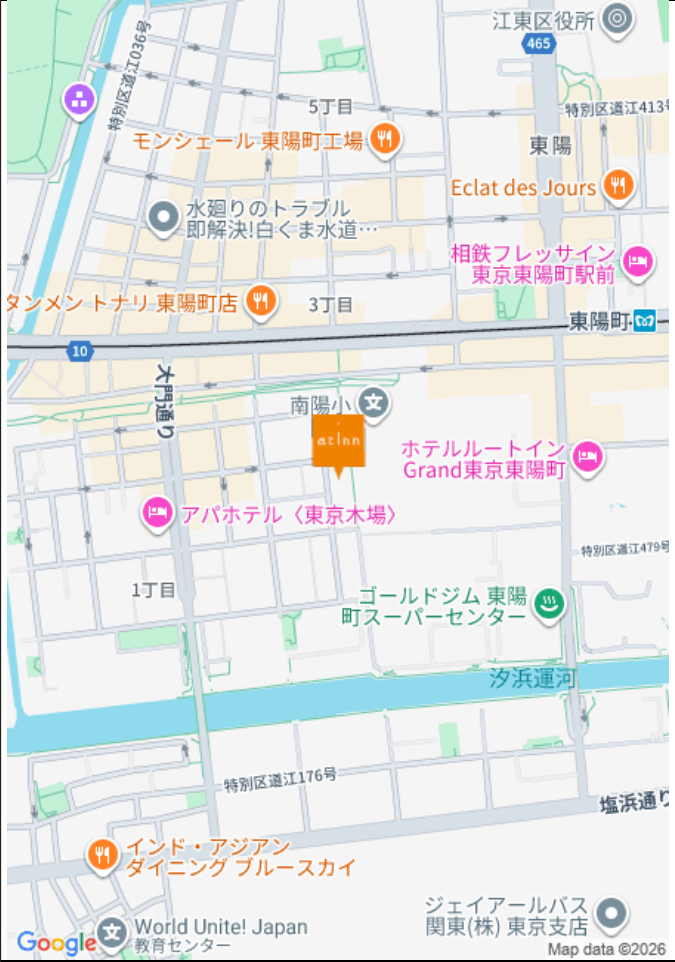 江東区役所
465
特別区道江036号
5丁目
特別区道江413号
モンシェール 東陽町工場
東陽
Eclat des Jours
水廻りのトラブル
即解決!白くま水道…
相鉄フレッサイン
東京東陽町駅前
タンメン トナリ 東陽町店
3丁目
東陽町
10
大門通り
南陽小
at inn
ホテルルートイン
Grand東京東陽町
アパホテル〈東京木場〉
特別区道江479号
1丁目
ゴールドジム 東陽
町スーパーセンター
汐浜運河
特別区道江176号
塩浜通り
インド・アジアン
ダイニング ブルースカイ
ジェイアールバス
関東(株) 東京支店
World Unite! Japan
教育センター
Google
Map data ©2026